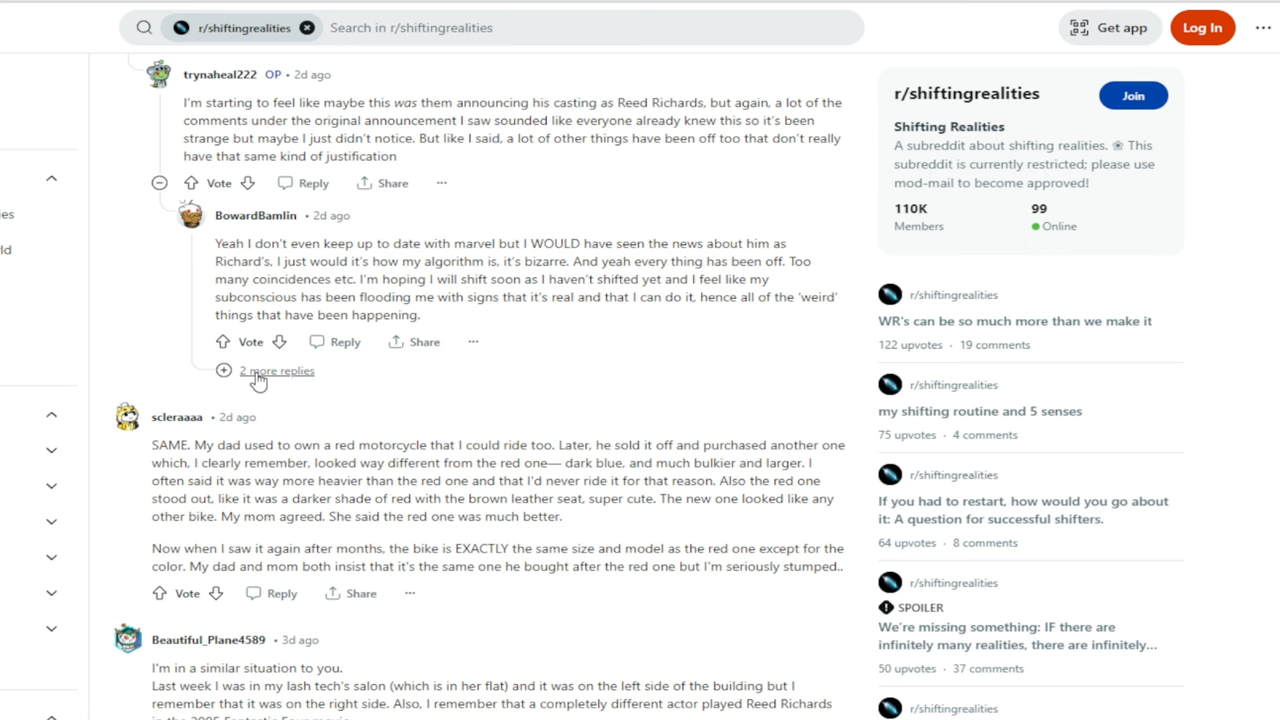 r/shiftingrealities
Search in r/shiftingrealities
Get app
Log In
trynaheal222 OP • 2d ago
I'm starting to feel like maybe this was them announcing his casting as Reed Richards, but again, a lot of the
comments under the original announcement I saw sounded like everyone already knew this so it's been
strange but maybe I just didn't notice. But like I said, a lot of other things have been off too that don't really
have that same kind of justification
Vote Reply Share
BowardBamlin • 2d ago
Yeah I don't even keep up to date with marvel but I WOULD have seen the news about him as
Richard's, I just would it's how my algorithm is, it's bizarre. And yeah every thing has been off. Too
many coincidences etc. I'm hoping I will shift soon as I haven't shifted yet and I feel like my
subconscious has been flooding me with signs that it's real and that I can do it, hence all of the 'weird'
things that have been happening.
Vote Reply Share
2 more replies
scleraaaa • 2d ago
SAME. My dad used to own a red motorcycle that I could ride too. Later, he sold it off and purchased another one
which, I clearly remember, looked way different from the red one— dark blue, and much bulkier and larger. I
often said it was way more heavier than the red one and that I'd never ride it for that reason. Also the red one
stood out, like it was a darker shade of red with the brown leather seat, super cute. The new one looked like any
other bike. My mom agreed. She said the red one was much better.
Now when I saw it again after months, the bike is EXACTLY the same size and model as the red one except for the
color. My dad and mom both insist that it's the same one he bought after the red one but I'm seriously stumped..
Vote Reply Share
Beautiful_Plane4589 • 3d ago
I'm in a similar situation to you.
Last week I was in my lash tech's salon (which is in her flat) and it was on the left side of the building but I
remember that it was on the right side. Also, I remember that a completely different actor played Reed Richards
in the 2005 Fantastic Four movie
ies
ld
r/shiftingrealities
Join
Shifting Realities
A subreddit about shifting realities. ❀ This
subreddit is currently restricted; please use
mod-mail to become approved!
110K 99
Members Online
r/shiftingrealities
WR's can be so much more than we make it
122 upvotes · 19 comments
r/shiftingrealities
my shifting routine and 5 senses
75 upvotes · 4 comments
r/shiftingrealities
If you had to restart, how would you go about
it: A question for successful shifters.
64 upvotes · 8 comments
r/shiftingrealities
SPOILER
We're missing something: IF there are
infinitely many realities, there are infinitely...
50 upvotes · 37 comments
r/shiftingrealities